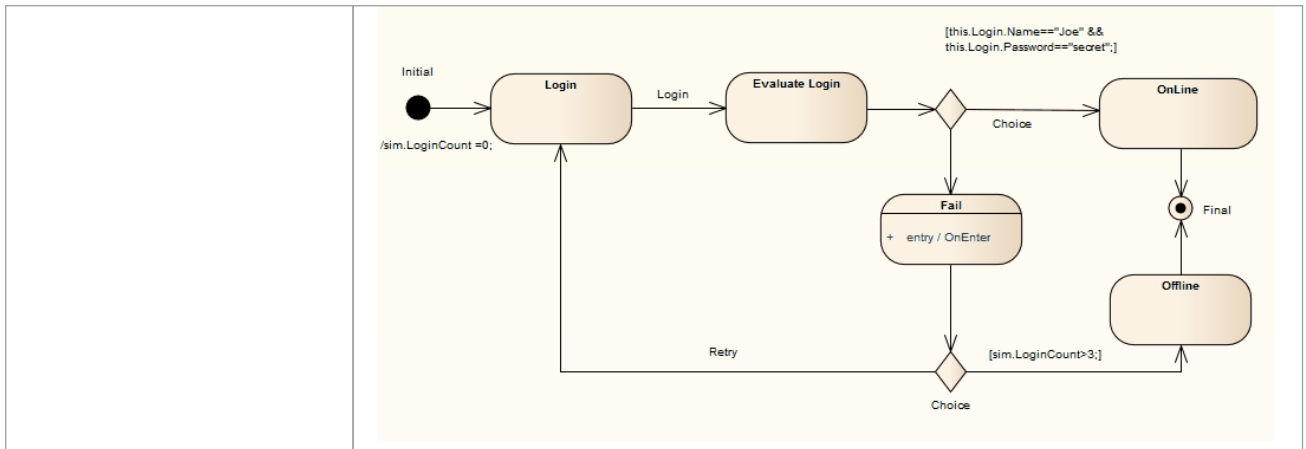 [this.Login.Name=="Joe" &&
this.Login.Password=="secret";]
Initial
Login
Login
Evaluate Login
OnLine
Choice
/sim.LoginCount =0;
Fail
+ entry / OnEnter
Final
Offline
Retry
[sim.LoginCount>3;]
Choice